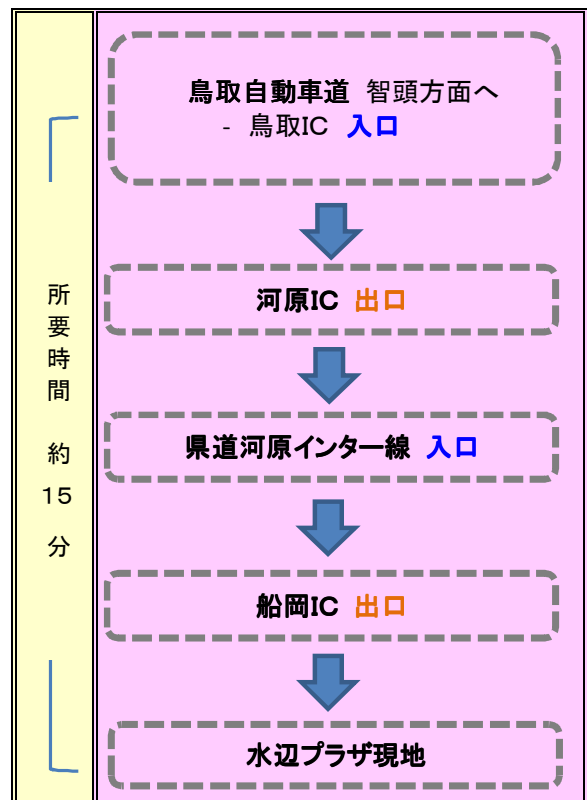 所要時間 約15分
鳥取自動車道 智頭方面へ
- 鳥取IC 入口
河原IC 出口
県道河原インター線 入口
船岡IC 出口
水辺プラザ現地